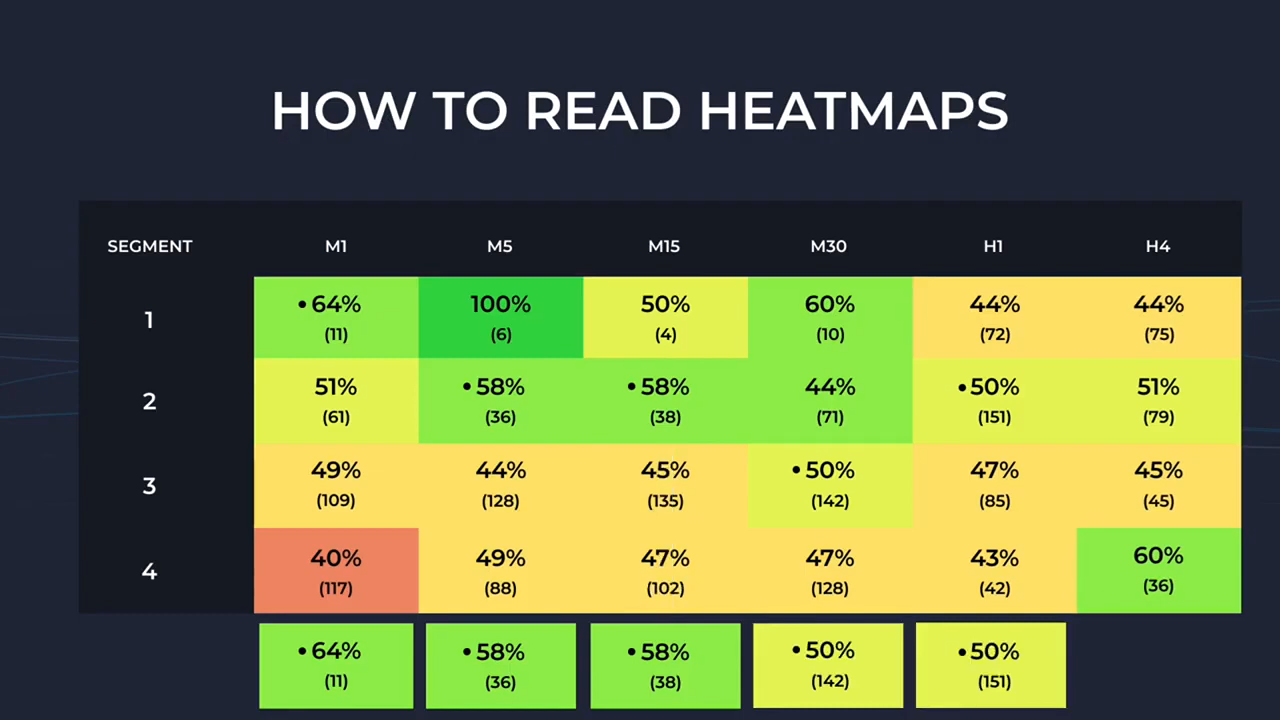 HOW TO READ HEATMAPS
SEGMENT M1 M5 M15 M30 H1 H4
1 •64% 100% 50% 60% 44% 44%
(11) (6) (4) (10) (72) (75)
2 51% •58% •58% 44% •50% 51%
(61) (36) (38) (71) (151) (79)
3 49% 44% 45% •50% 47% 45%
(109) (128) (135) (142) (85) (45)
4 40% 49% 47% 47% 43% 60%
(117) (88) (102) (128) (42) (36)
•64% •58% •58% •50% •50%
(11) (36) (38) (142) (151)